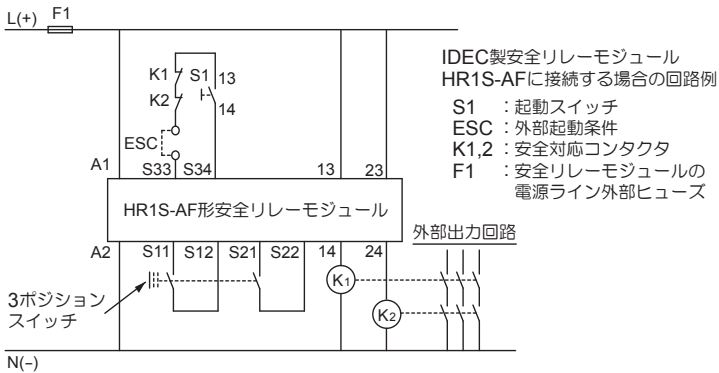 L(+) F1
IDEC製安全リレーモジュール
HR1S-AFに接続する場合の回路例
S1 ：起動スイッチ
ESC ：外部起動条件
K1,2 ：安全対応コンタクタ
F1 ：安全リレーモジュールの
電源ライン外部ヒューズ
K1 S1 13
K2 14
ESC
A1 S33 S34 13 23
HR1S-AF形安全リレーモジュール
A2 S11 S12 S21 S22 14 24
外部出力回路
K1
K2
3ポジション
スイッチ
N(−)